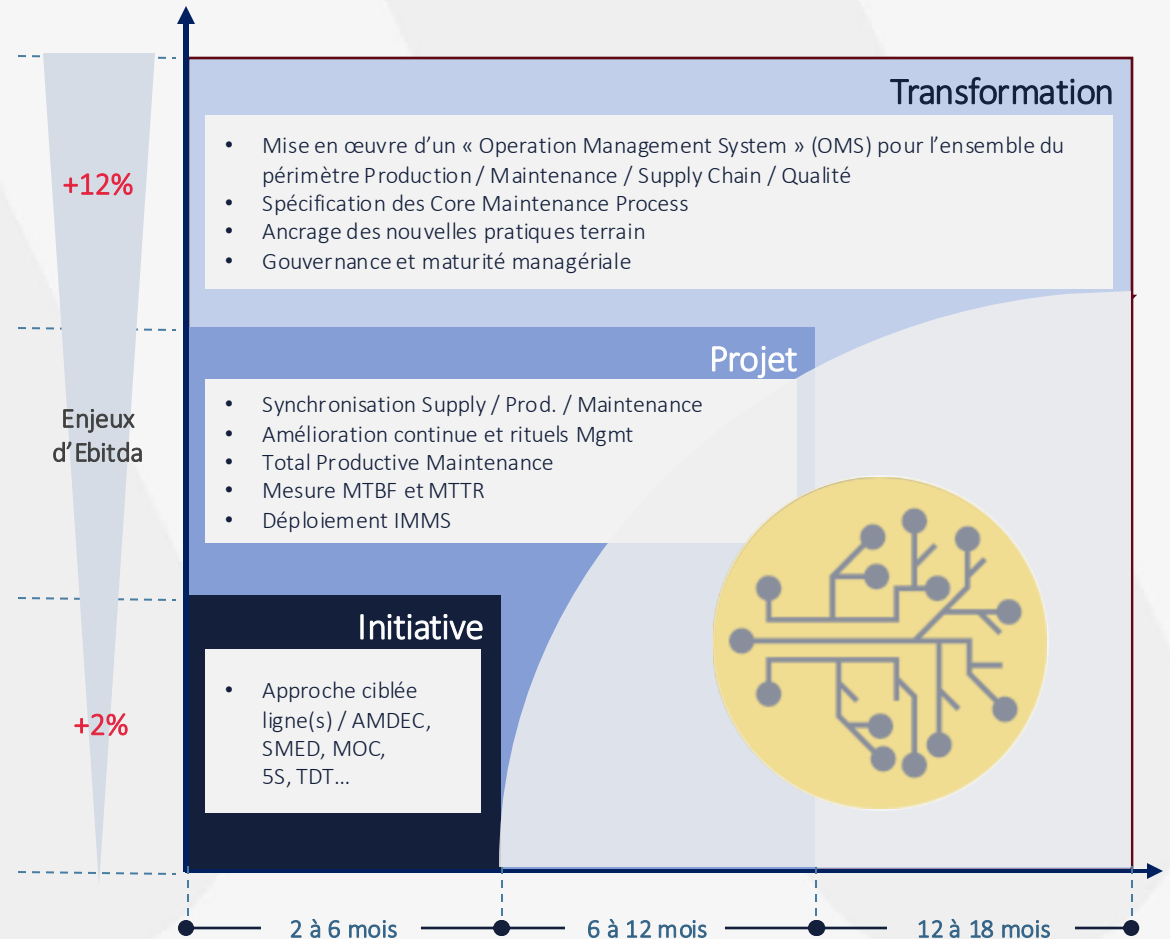 Transformation
• Mise en œuvre d’un « Operation Management System » (OMS) pour l’ensemble du
périmètre Production / Maintenance / Supply Chain / Qualité
• Spécification des Core Maintenance Process
• Ancrage des nouvelles pratiques terrain
• Gouvernance et maturité managériale
+12%
Projet
• Synchronisation Supply / Prod. / Maintenance
• Amélioration continue et rituels Mgmt
• Total Productive Maintenance
• Mesure MTBF et MTTR
• Déploiement IMMS
Enjeux
d’Ebitda
Initiative
• Approche ciblée
ligne(s) / AMDEC,
SMED, MOC,
5S, TDT...
+2%
2 à 6 mois
6 à 12 mois
12 à 18 mois